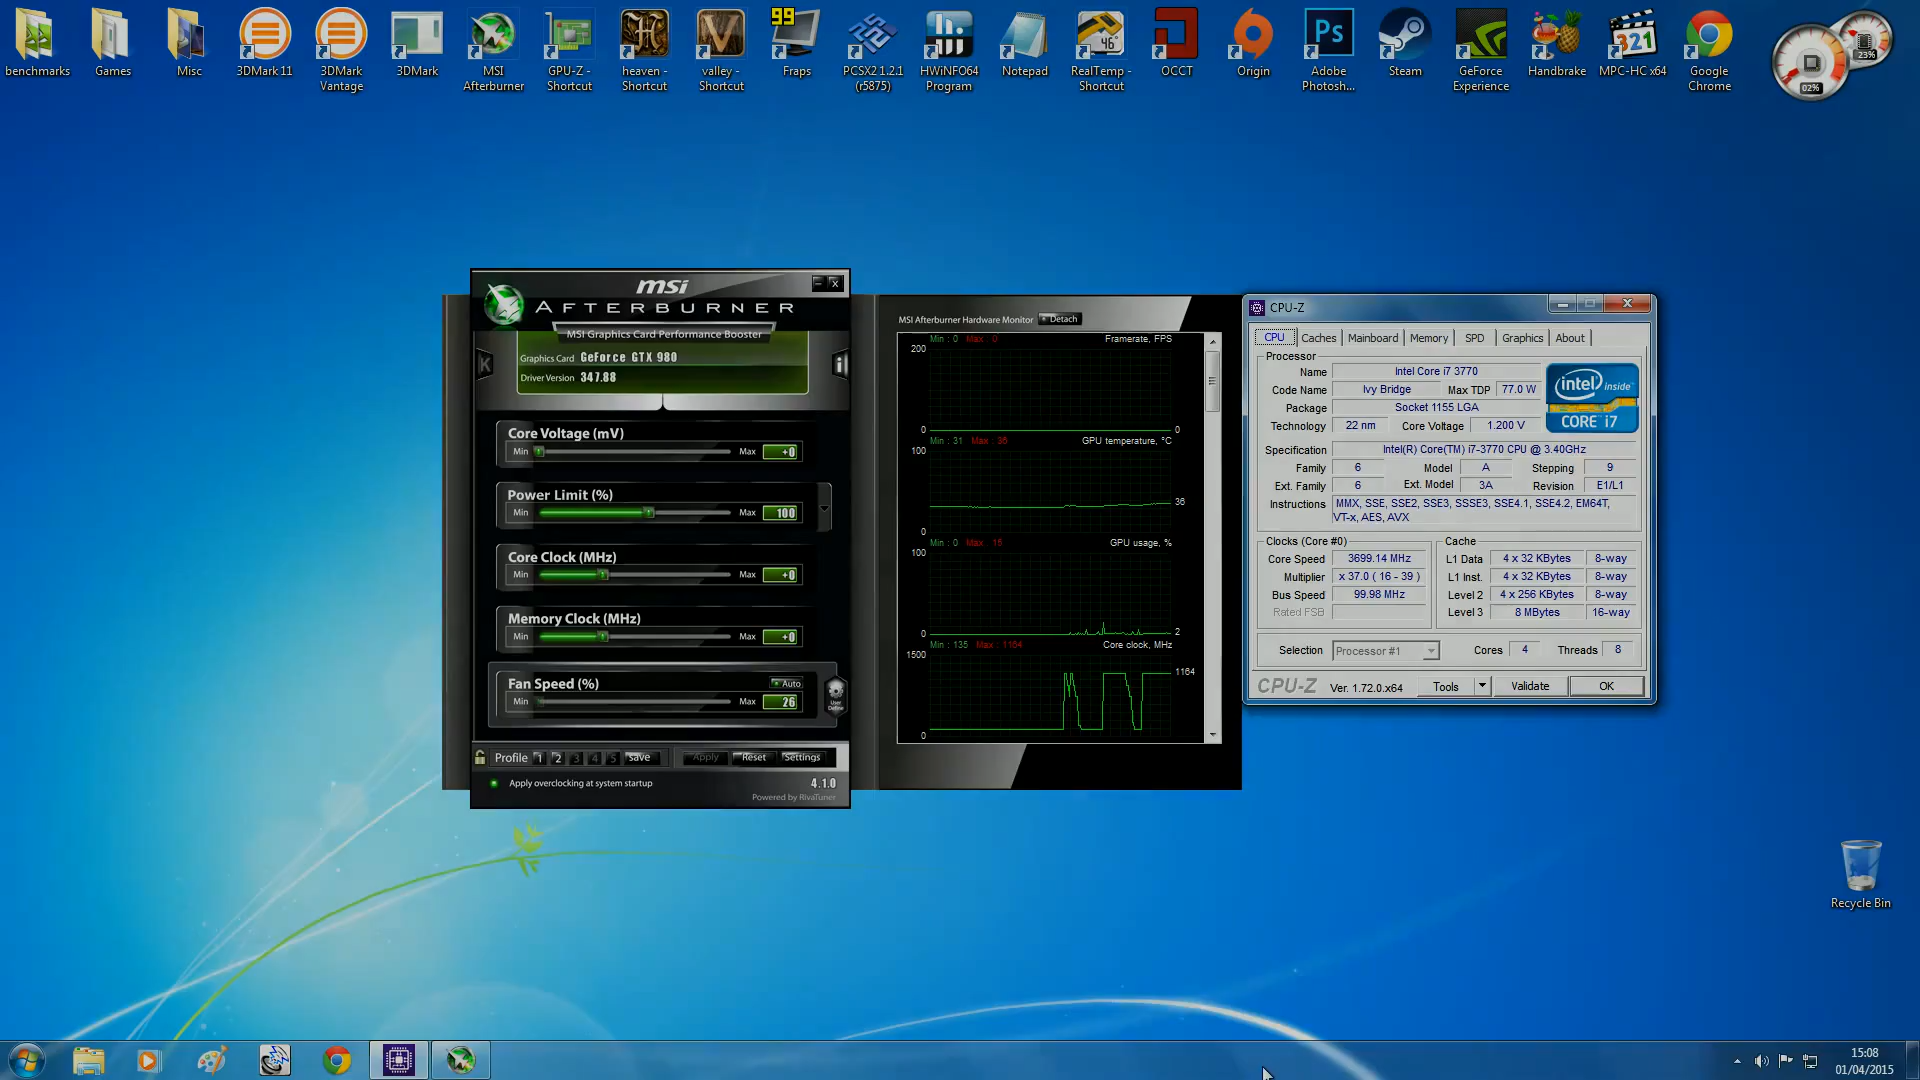 benchmarks
Games
Misc
3DMark 11
3DMark Vantage
3DMark
MSI Afterburner
GPU-Z - Shortcut
heaven - Shortcut
valley - Shortcut
99
Fraps
PCSX2 1.2.1 (r5875)
HWiNFO64 Program
Notepad
46°
RealTemp - Shortcut
OCCT
Origin
Ps
Adobe Photosh...
Steam
GeForce Experience
Handbrake
321
MPC-HC x64
Google Chrome
02%
23%
msi
AFTERBURNER
MSI Graphics Card Performance Booster
K
i
Graphics Card GeForce GTX 980
Driver Version 347.88
Core Voltage (mV)
Min Max +0
Power Limit (%)
Min Max 100
Core Clock (MHz)
Min Max +0
Memory Clock (MHz)
Min Max +0
Fan Speed (%) Auto
Min Max 26
User Define
Profile 1 2 3 4 5 save Apply Reset Settings
Apply overclocking at system startup 4.1.0
Powered by RivaTuner
MSI Afterburner Hardware Monitor Detach
Min : 0 Max : 0 Framerate, FPS
200
0 0
Min : 31 Max : 36 GPU temperature, °C
100
36
0
Min : 0 Max : 15 GPU usage, %
100
0 2
Min : 135 Max : 1164 Core clock, MHz
1500
1164
0
CPU-Z
CPU Caches Mainboard Memory SPD Graphics About
Processor
Name Intel Core i7 3770
Code Name Ivy Bridge Max TDP 77.0 W
Package Socket 1155 LGA
Technology 22 nm Core Voltage 1.200 V
intel inside
CORE i7
Specification Intel(R) Core(TM) i7-3770 CPU @ 3.40GHz
Family 6 Model A Stepping 9
Ext. Family 6 Ext. Model 3A Revision E1/L1
Instructions MMX, SSE, SSE2, SSE3, SSSE3, SSE4.1, SSE4.2, EM64T,
VT-x, AES, AVX
Clocks (Core #0)
Core Speed 3699.14 MHz
Multiplier x 37.0 ( 16 - 39 )
Bus Speed 99.98 MHz
Rated FSB
Cache
L1 Data 4 x 32 KBytes 8-way
L1 Inst. 4 x 32 KBytes 8-way
Level 2 4 x 256 KBytes 8-way
Level 3 8 MBytes 16-way
Selection Processor #1 Cores 4 Threads 8
CPU-Z Ver. 1.72.0.x64 Tools Validate OK
Recycle Bin
15:08
01/04/2015